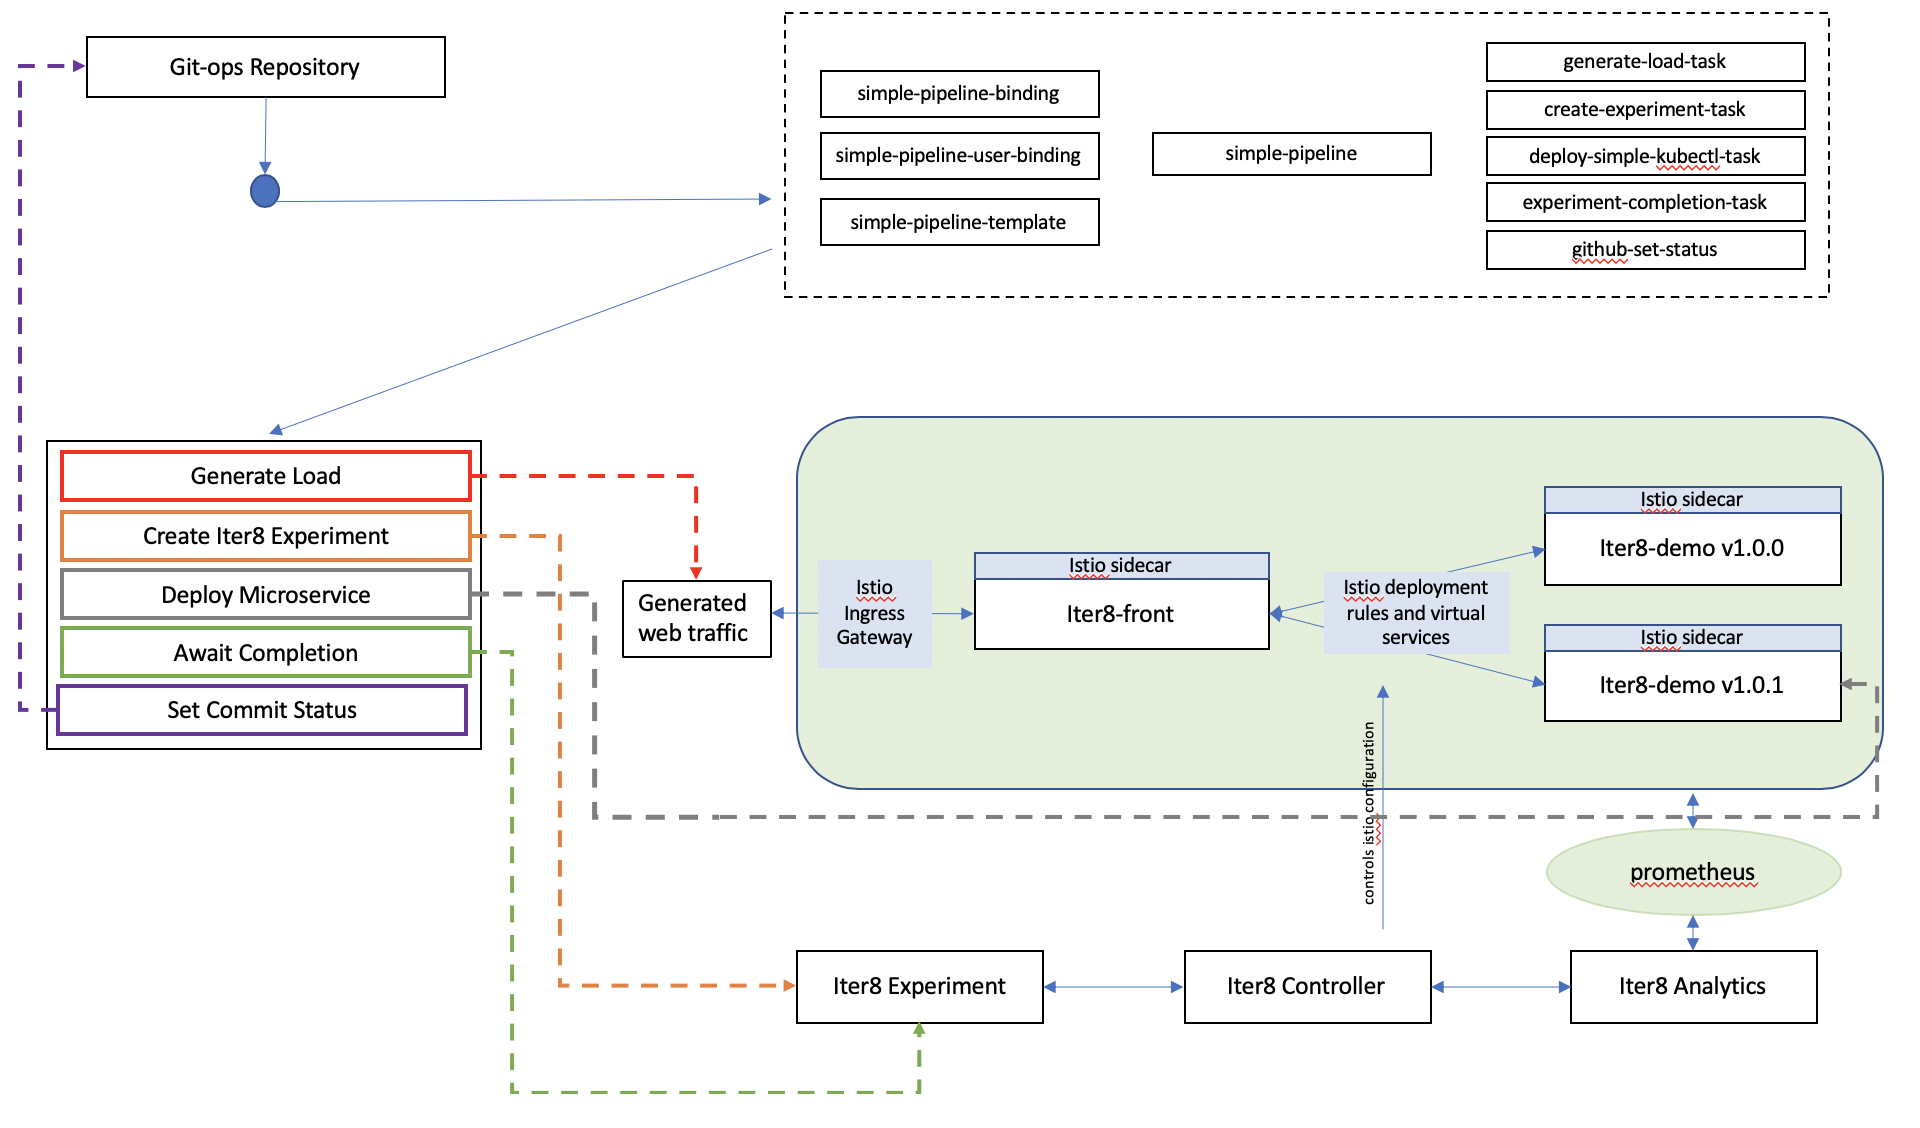 Git-ops Repository
simple-pipeline-binding
simple-pipeline-user-binding
simple-pipeline-template
simple-pipeline
generate-load-task
create-experiment-task
deploy-simple-kubectl-task
experiment-completion-task
github-set-status
Generate Load
Create Iter8 Experiment
Deploy Microservice
Await Completion
Set Commit Status
Generated
web traffic
Istio
Ingress
Gateway
Istio sidecar
Iter8-front
Istio deployment
rules and virtual
services
Istio sidecar
Iter8-demo v1.0.0
Istio sidecar
Iter8-demo v1.0.1
controls istio configuration
prometheus
Iter8 Experiment
Iter8 Controller
Iter8 Analytics